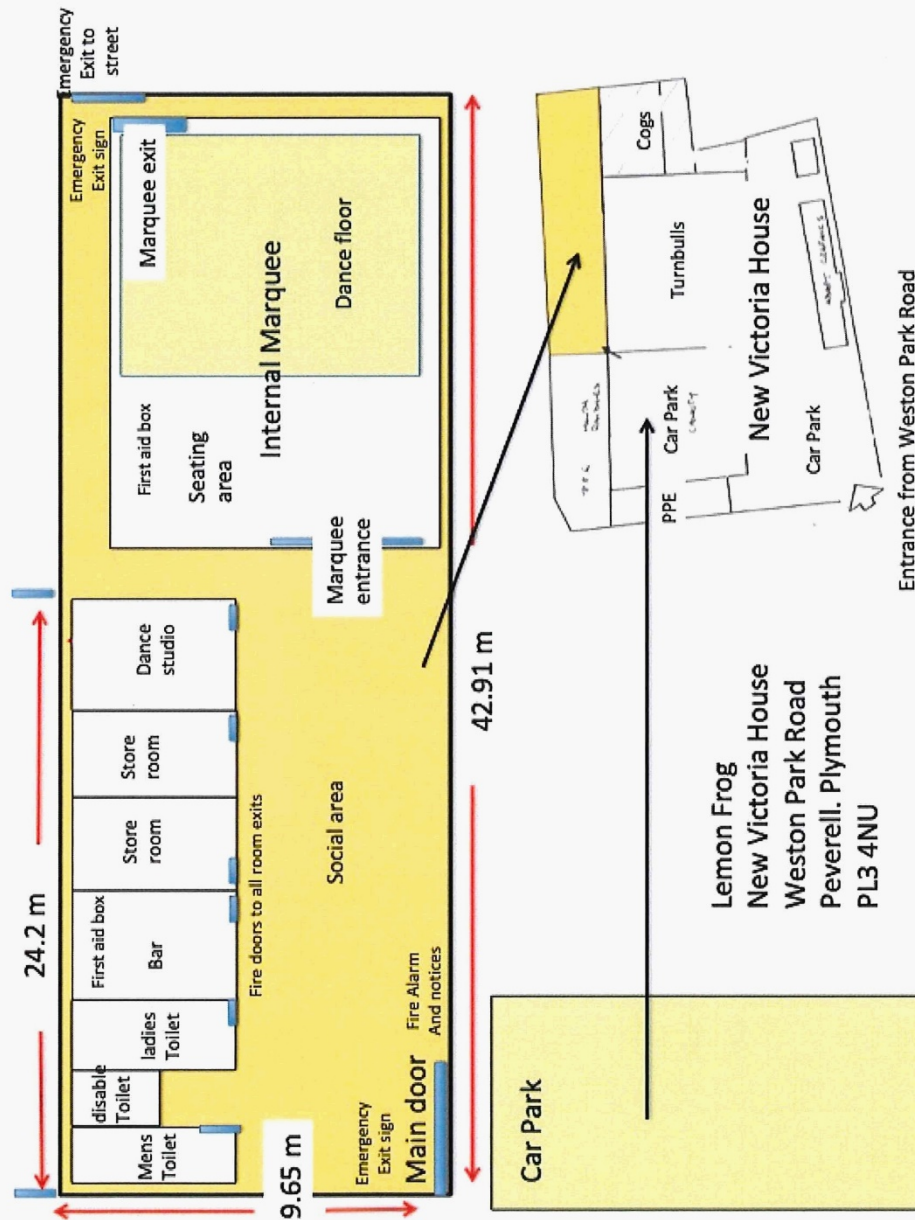 24.2 m
9.65 m
42.91 m
Mens
Toilet
disable
Toilet
ladies
Toilet
First aid box
Bar
Store
room
Store
room
Dance
studio
Fire doors to all room exits
Social area
Emergency
Exit sign
Main door
Fire Alarm
And notices
Marquee
entrance
First aid box
Seating
area
Internal Marquee
Dance floor
Marquee exit
Emergency
Exit sign
Emergency
Exit to
street
Car Park
Lemon Frog
New Victoria House
Weston Park Road
Peverell. Plymouth
PL3 4NU
PPE
Car Park
Turnbulls
Cogs
New Victoria House
Car Park
Entrance from Weston Park Road